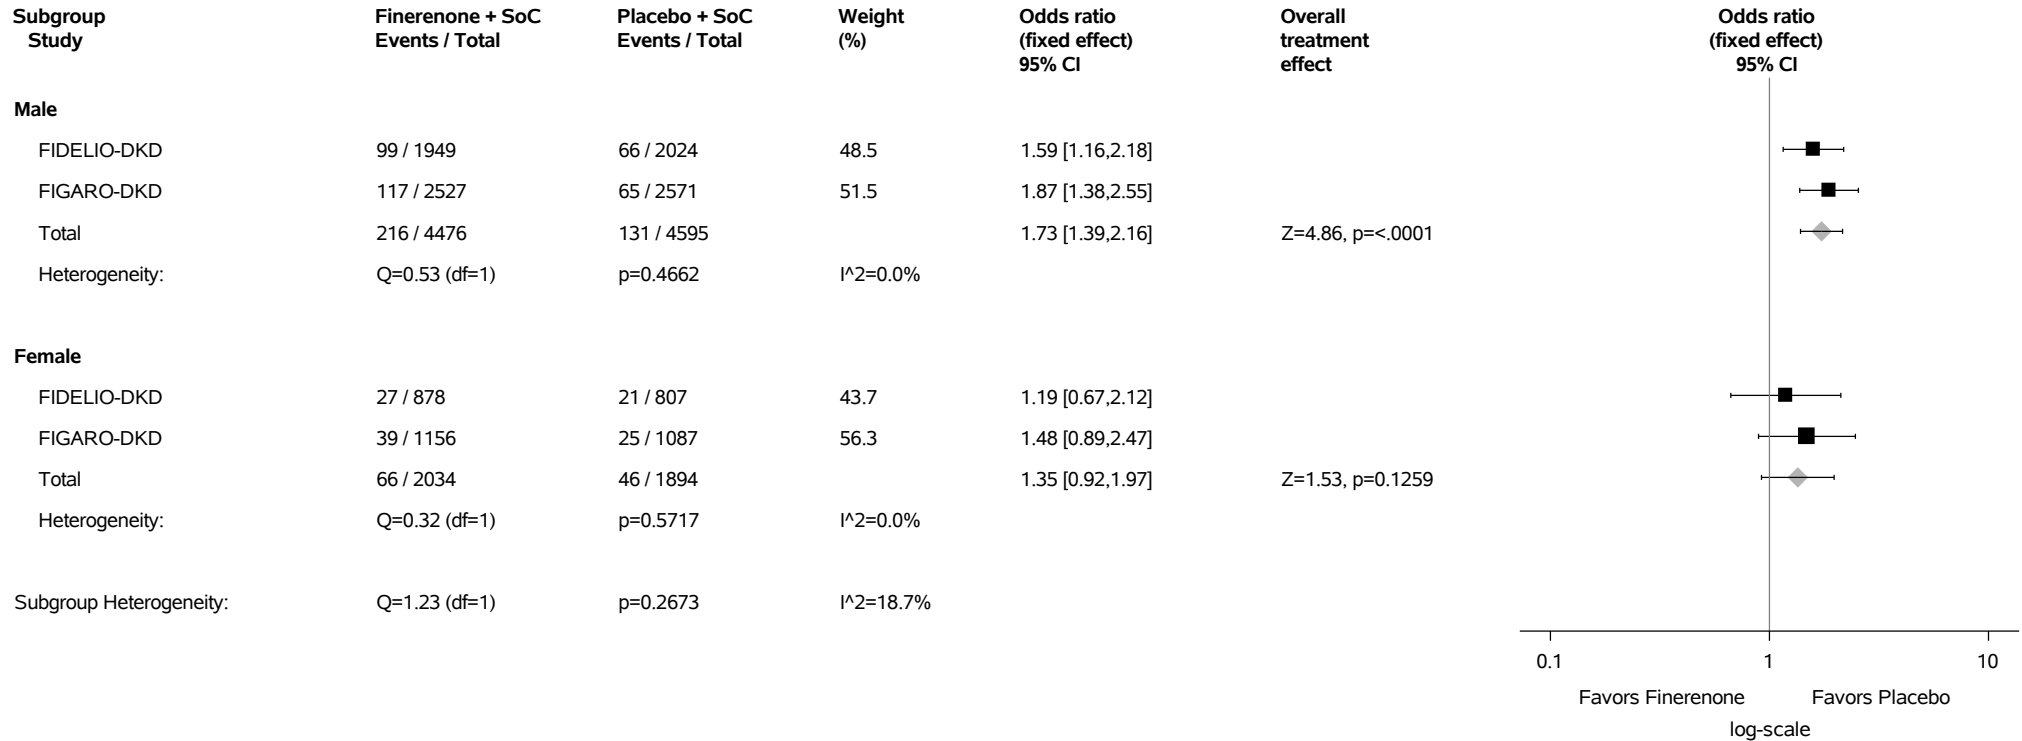 Subgroup Finerenone + SoC Placebo + SoC Weight Odds ratio Overall Odds ratio
Study Events / Total Events / Total (%) (fixed effect) treatment (fixed effect)
95% CI effect 95% CI
Male
FIDELIO-DKD 99 / 1949 66 / 2024 48.5 1.59 [1.16,2.18]
FIGARO-DKD 117 / 2527 65 / 2571 51.5 1.87 [1.38,2.55]
Total 216 / 4476 131 / 4595 1.73 [1.39,2.16] Z=4.86, p=<.0001
Heterogeneity: Q=0.53 (df=1) p=0.4662 I^2=0.0%
Female
FIDELIO-DKD 27 / 878 21 / 807 43.7 1.19 [0.67,2.12]
FIGARO-DKD 39 / 1156 25 / 1087 56.3 1.48 [0.89,2.47]
Total 66 / 2034 46 / 1894 1.35 [0.92,1.97] Z=1.53, p=0.1259
Heterogeneity: Q=0.32 (df=1) p=0.5717 I^2=0.0%
Subgroup Heterogeneity: Q=1.23 (df=1) p=0.2673 I^2=18.7%
0.1 1 10
Favors Finerenone Favors Placebo
log-scale